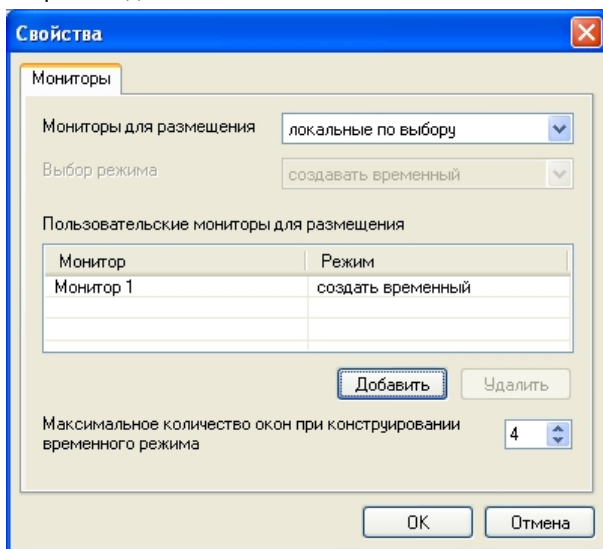 Свойства
Мониторы
Мониторы для размещения локальные по выбору
Выбор режима создавать временный
Пользовательские мониторы для размещения
Монитор Режим
Монитор 1 создать временный
Добавить Удалить
Максимальное количество окон при конструировании
временного режима 4
OK Отмена